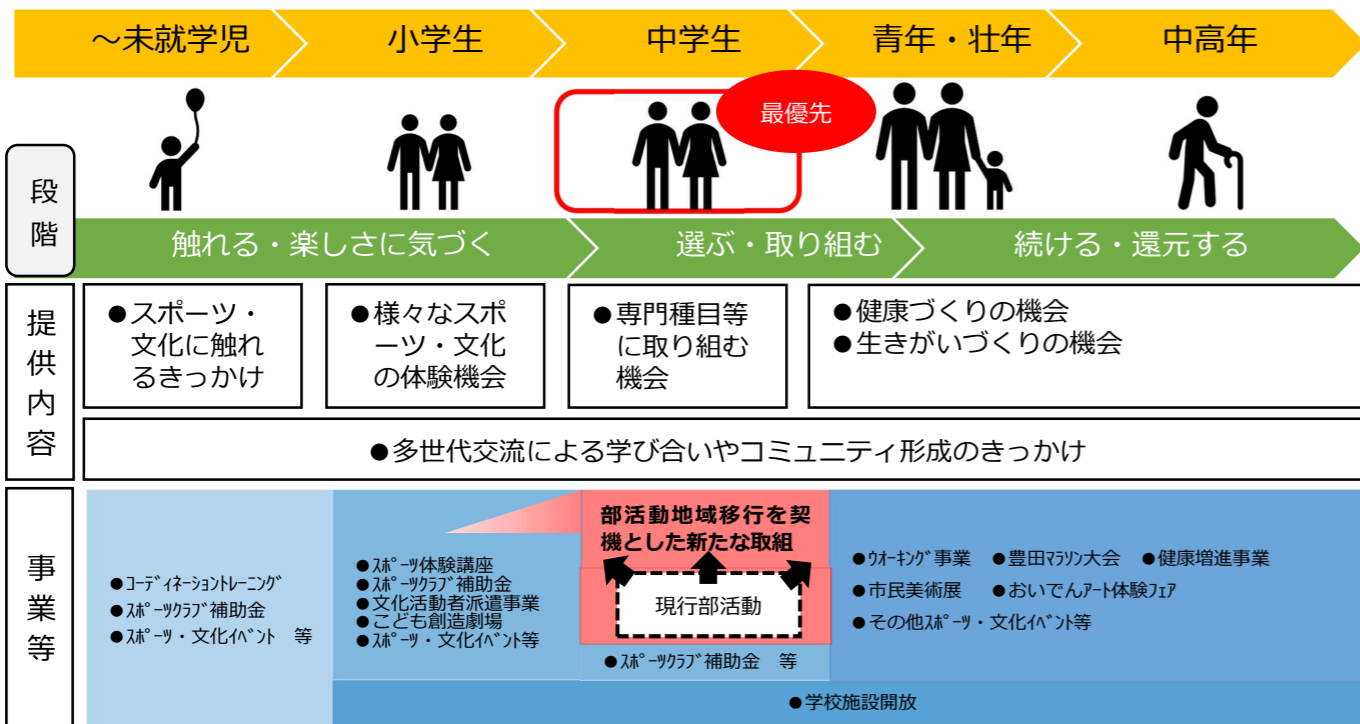 ～未就学児
小学生
中学生
青年・壮年
中高年
最優先
段階
触れる・楽しさに気づく
選ぶ・取り組む
続ける・還元する
提供内容
●スポーツ・
文化に触れ
るきっかけ
●様々なスポ
ーツ・文化
の体験機会
●専門種目等
に取り組む
機会
●健康づくりの機会
●生きがいづくりの機会
●多世代交流による学び合いやコミュニティ形成のきっかけ
事業等
●ｺｰﾃﾞｨﾈｰｼｮﾝﾄﾚｰﾆﾝｸﾞ
●ｽﾎﾟｰﾂｸﾗﾌﾞ補助金
●ｽﾎﾟｰﾂ・文化ｲﾍﾞﾝﾄ　等
●ｽﾎﾟｰﾂ体験講座
●ｽﾎﾟｰﾂｸﾗﾌﾞ補助金
●文化活動者派遣事業
●こども創造劇場
●ｽﾎﾟｰﾂ・文化ｲﾍﾞﾝﾄ等
部活動地域移行を契
機とした新たな取組
現行部活動
●ｽﾎﾟｰﾂｸﾗﾌﾞ補助金　等
●ｳｫｰｷﾝｸﾞ事業　●豊田ﾏﾗｿﾝ大会　●健康増進事業
●市民美術展　●おいでんｱｰﾄ体験ﾌｪｱ
●その他ｽﾎﾟｰﾂ・文化ｲﾍﾞﾝﾄ等
●学校施設開放